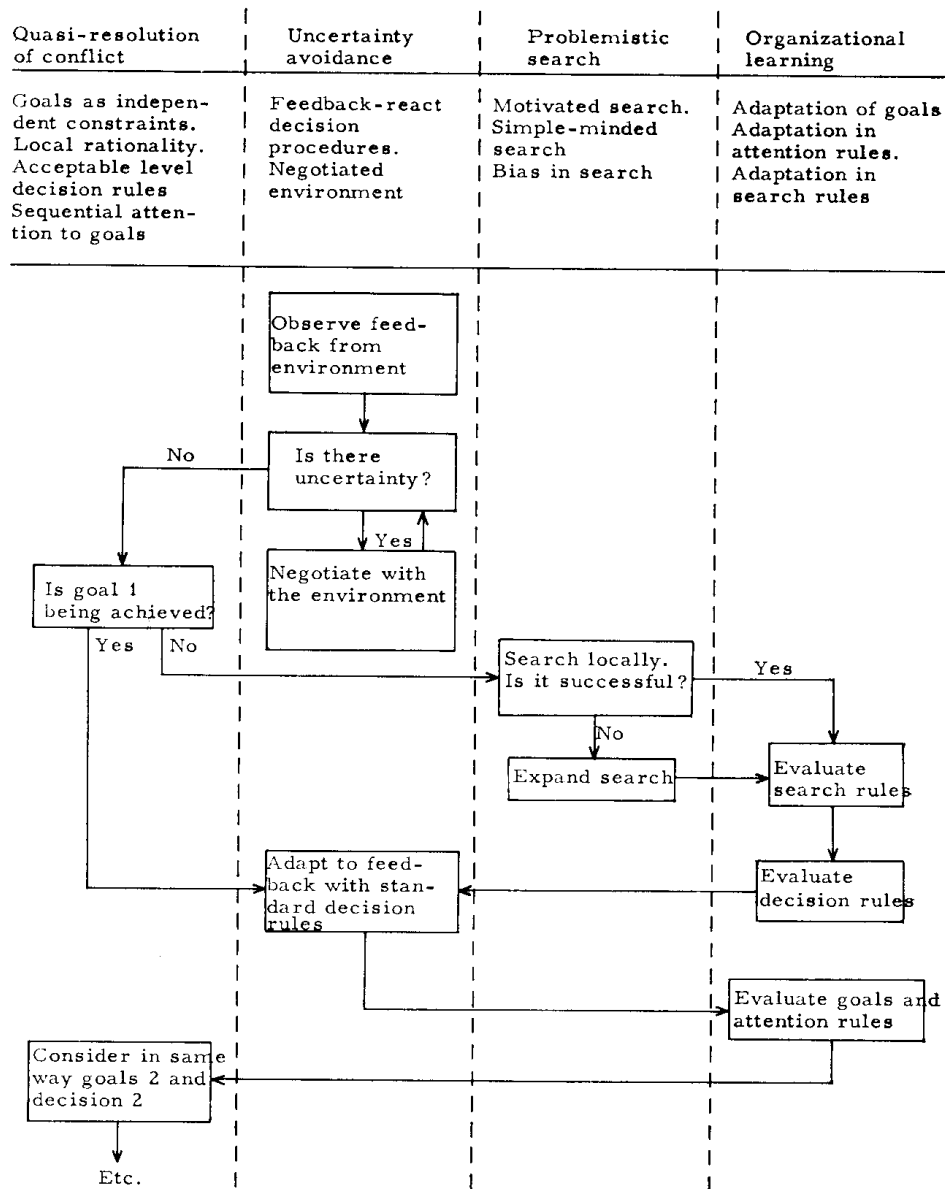 Quasi-resolution
of conflict
Uncertainty
avoidance
Problemistic
search
Organizational
learning
Goals as indepen-
dent constraints.
Local rationality.
Acceptable level
decision rules
Sequential atten-
tion to goals
Feedback-react
decision
procedures.
Negotiated
environment
Motivated search.
Simple-minded
search
Bias in search
Adaptation of goals
Adaptation in
attention rules.
Adaptation in
search rules
Observe feed-
back from
environment
No
Is there
uncertainty?
Yes
Negotiate with
the environment
Is goal 1
being achieved?
Yes
No
Search locally.
Is it successful?
Yes
No
Expand search
Evaluate
search rules
Adapt to feed-
back with stan-
dard decision
rules
Evaluate
decision rules
Evaluate goals and
attention rules
Consider in same
way goals 2 and
decision 2
Etc.